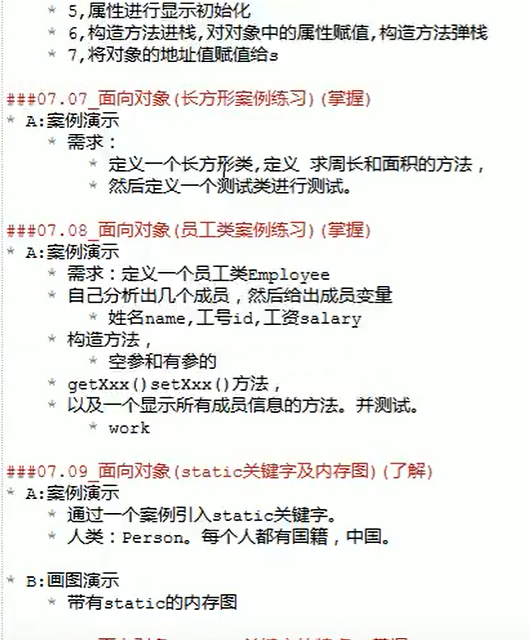 * 5,属性进行显示初始化
* 6,构造方法进栈,对对象中的属性赋值,构造方法弹栈
* 7,将对象的地址值赋值给s
###07.07_面向对象(长方形案例练习)(掌握)
* A:案例演示
* 需求：
* 定义一个长方形类,定义 求周长和面积的方法，
* 然后定义一个测试类进行测试。
###07.08_面向对象(员工类案例练习)(掌握)
* A:案例演示
* 需求：定义一个员工类Employee
* 自己分析出几个成员，然后给出成员变量
* 姓名name,工号id,工资salary
* 构造方法，
* 空参和有参的
* getXxx()setXxx()方法，
* 以及一个显示所有成员信息的方法。并测试。
* work
###07.09_面向对象(static关键字及内存图)(了解)
* A:案例演示
* 通过一个案例引入static关键字。
* 人类：Person。每个人都有国籍，中国。
* B:画图演示
* 带有static的内存图